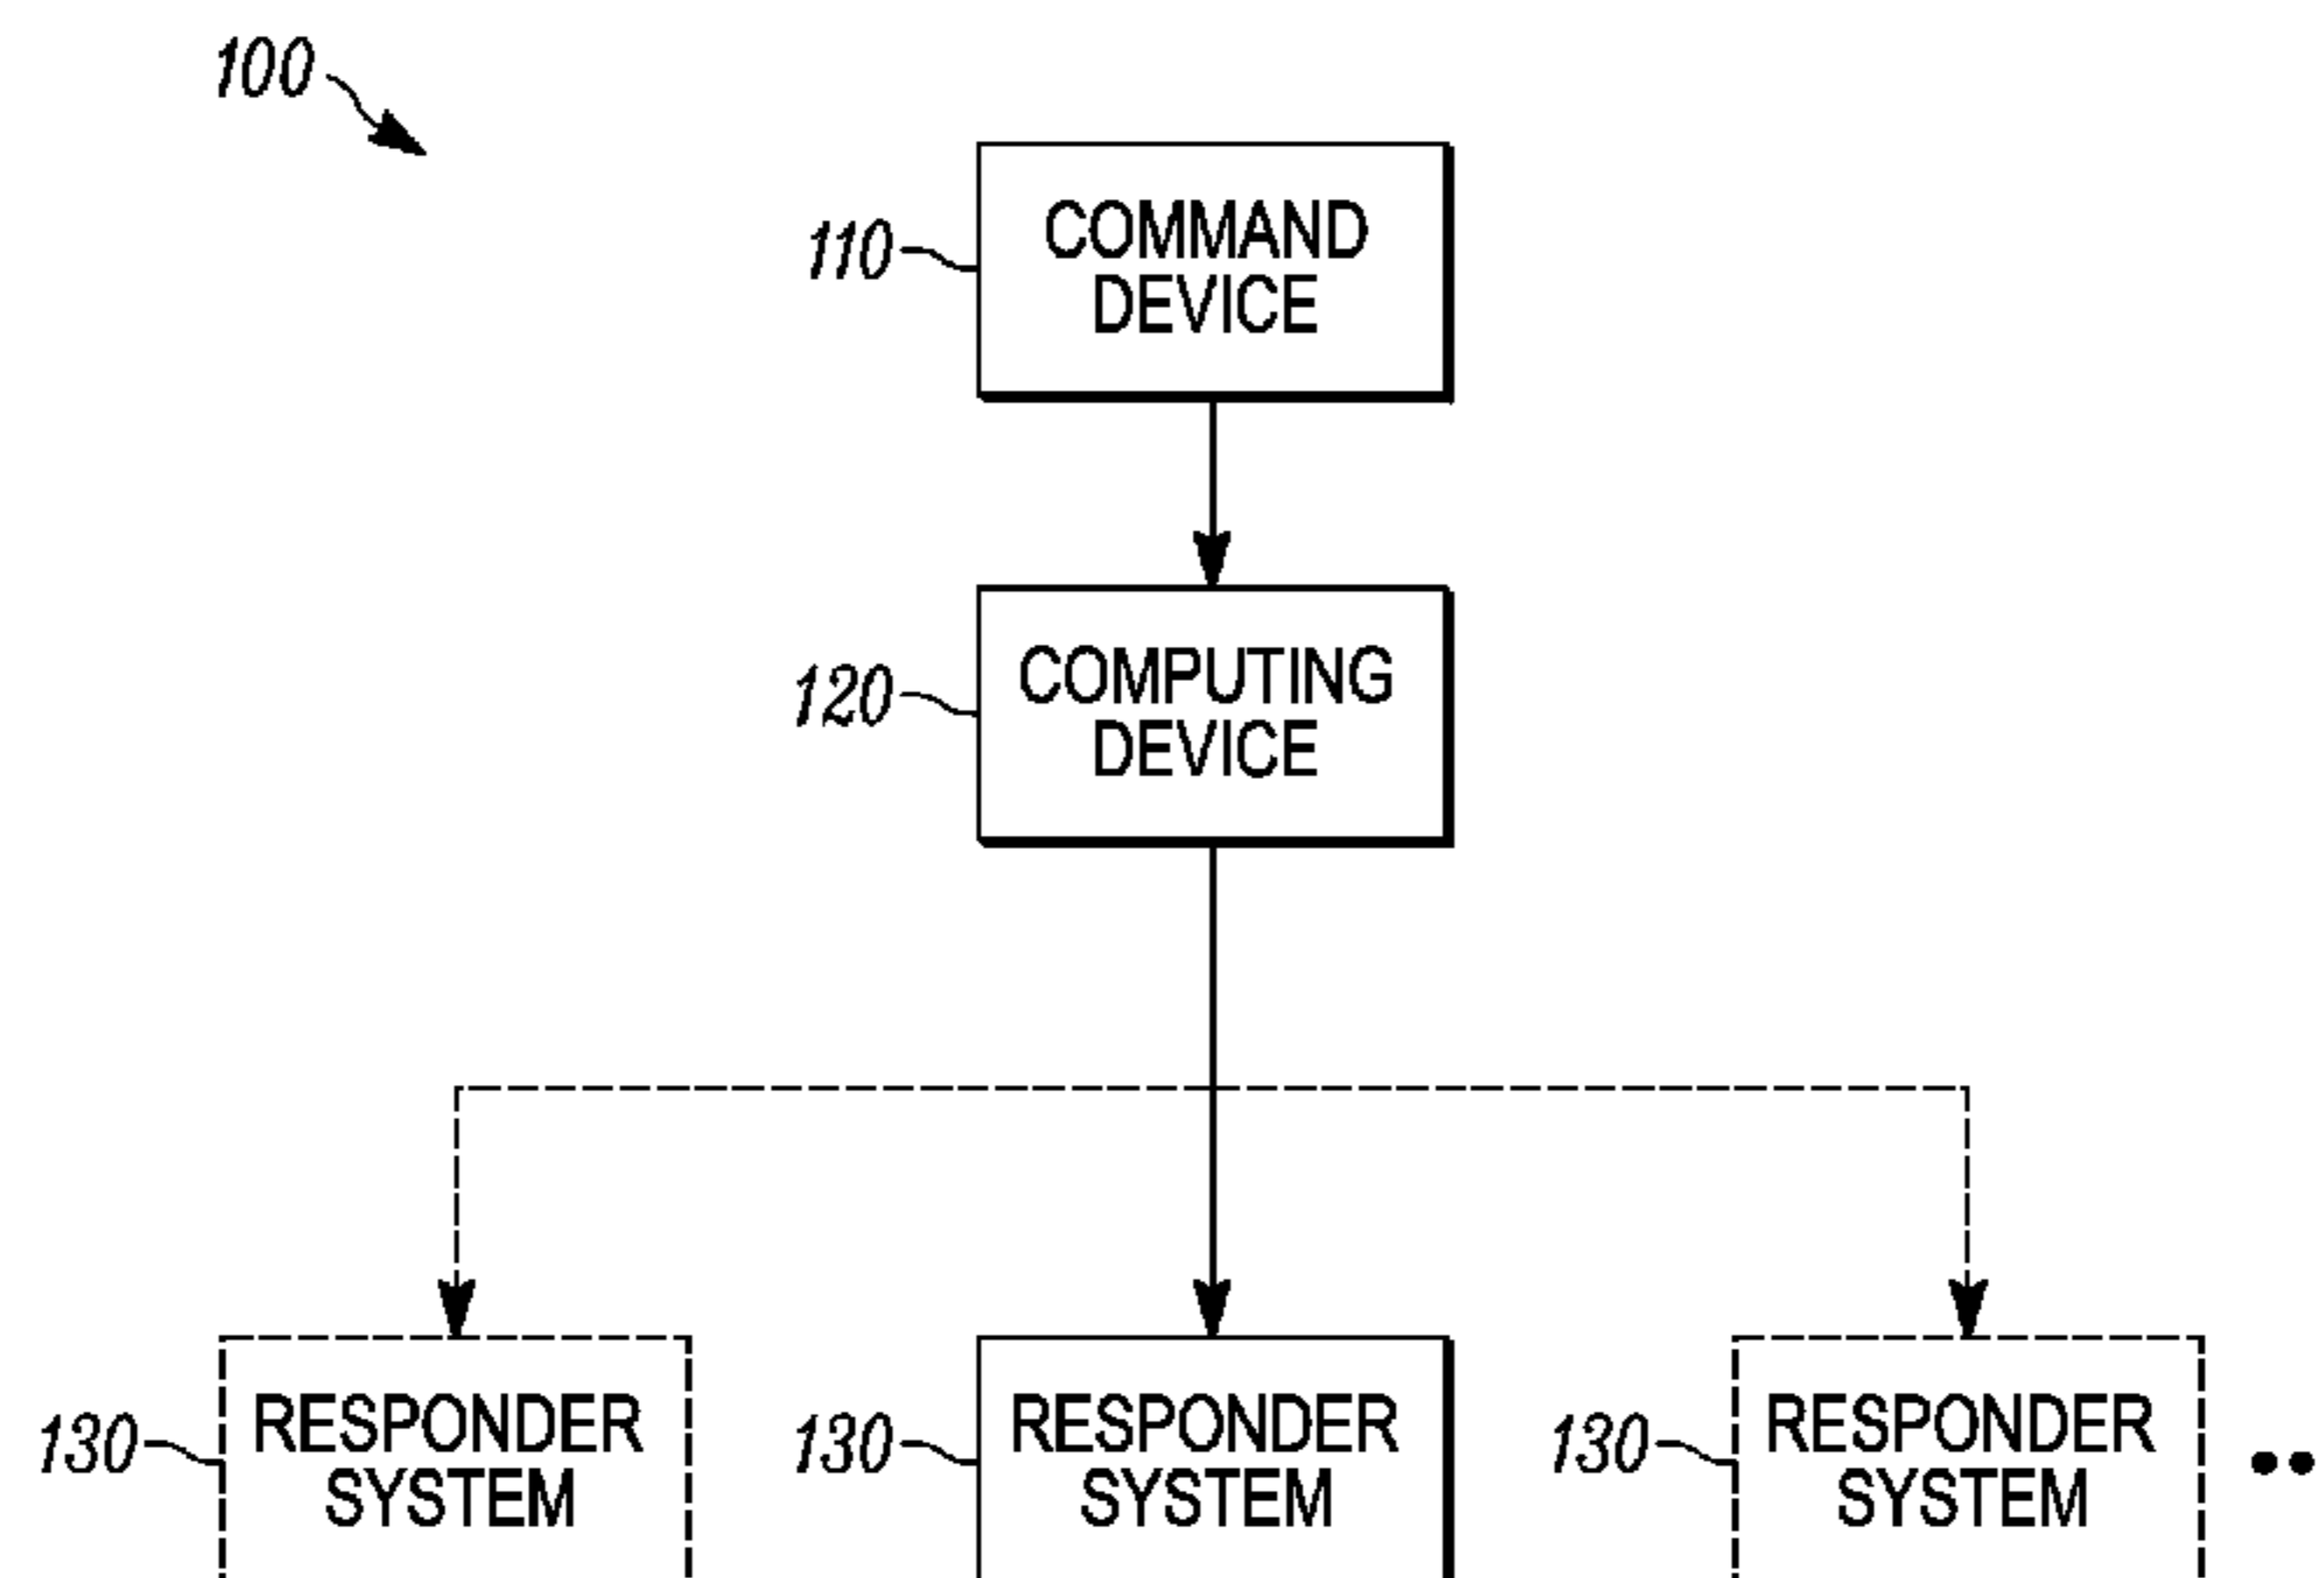 100
110
COMMAND
DEVICE
120
COMPUTING
DEVICE
130
RESPONDER
SYSTEM
130
RESPONDER
SYSTEM
130
RESPONDER
SYSTEM